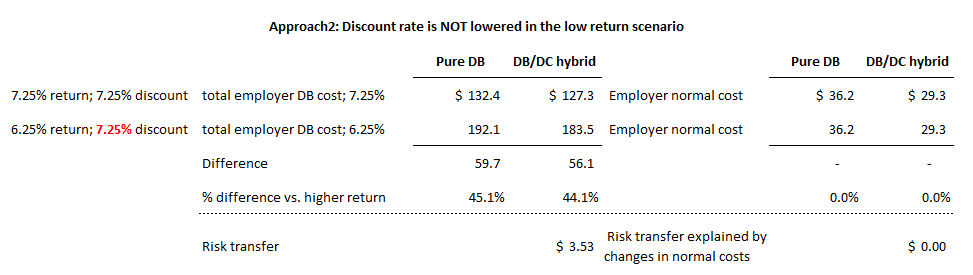 Approach2: Discount rate is NOT lowered in the low return scenario
Pure DB DB/DC hybrid Pure DB DB/DC hybrid
7.25% return; 7.25% discount total employer DB cost; 7.25% $ 132.4 $ 127.3 Employer normal cost $ 36.2 $ 29.3
6.25% return; 7.25% discount total employer DB cost; 6.25% 192.1 183.5 Employer normal cost 36.2 29.3
Difference 59.7 56.1 - -
% difference vs. higher return 45.1% 44.1% 0.0% 0.0%
Risk transfer $ 3.53 Risk transfer explained by changes in normal costs $ 0.00